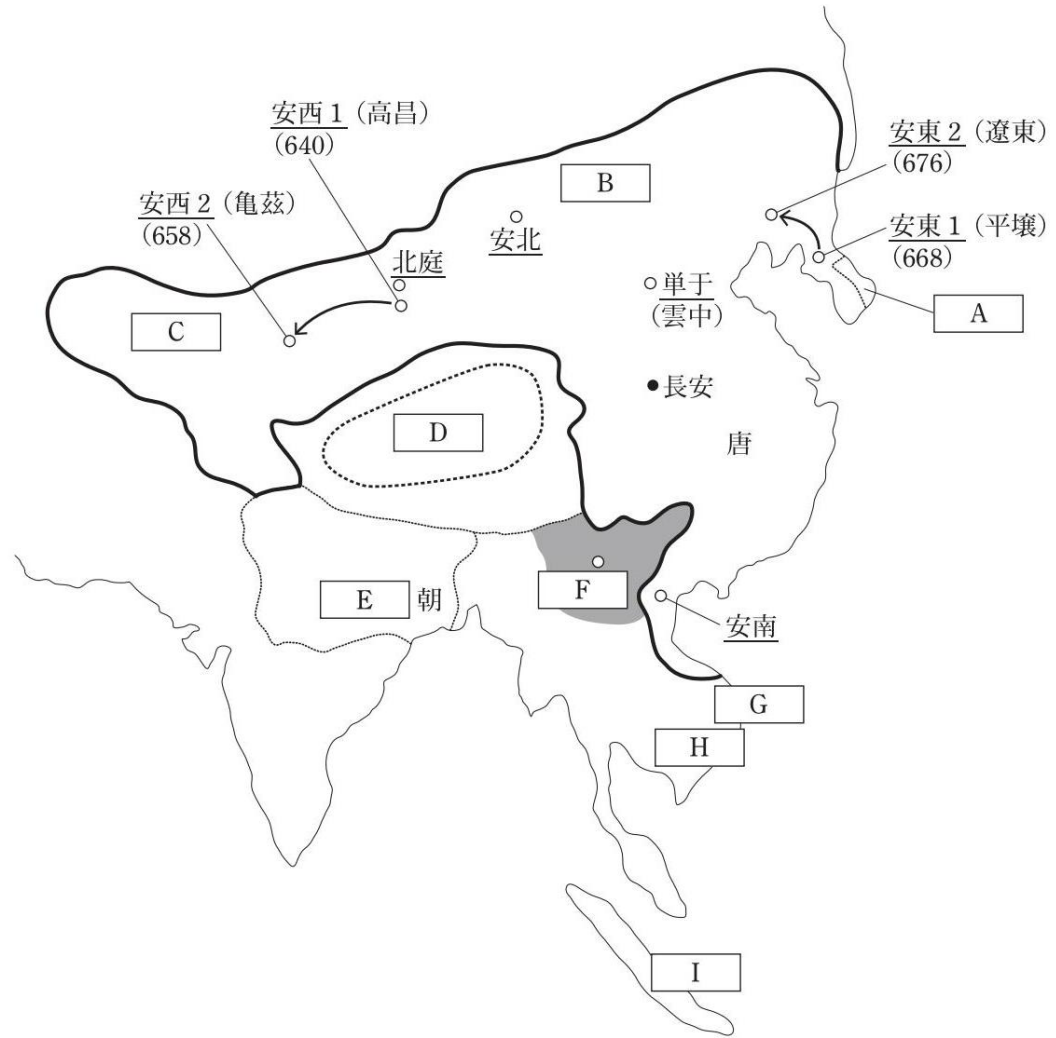 安西1（高昌）
(640)
安西2（亀茲）
(658)
B
安東2（遼東）
(676)
安東1（平壌）
(668)
安北
北庭
単于
（雲中）
A
C
長安
D
唐
E 朝
F
安南
G
H
I